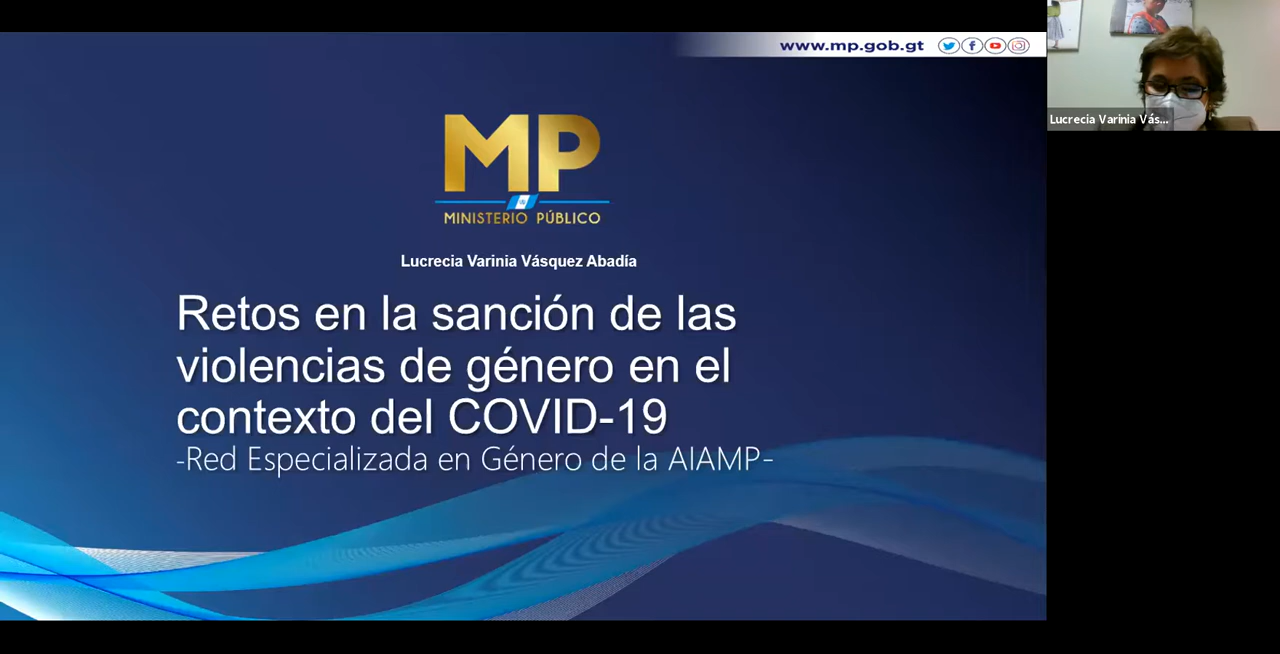 www.mp.gob.gt
MP
MINISTERIO PÚBLICO
Lucrecia Varinia Vásquez Abadía
Retos en la sanción de las
violencias de género en el
contexto del COVID-19
-Red Especializada en Género de la AIAMP-
Lucrecia Varinia Vás...